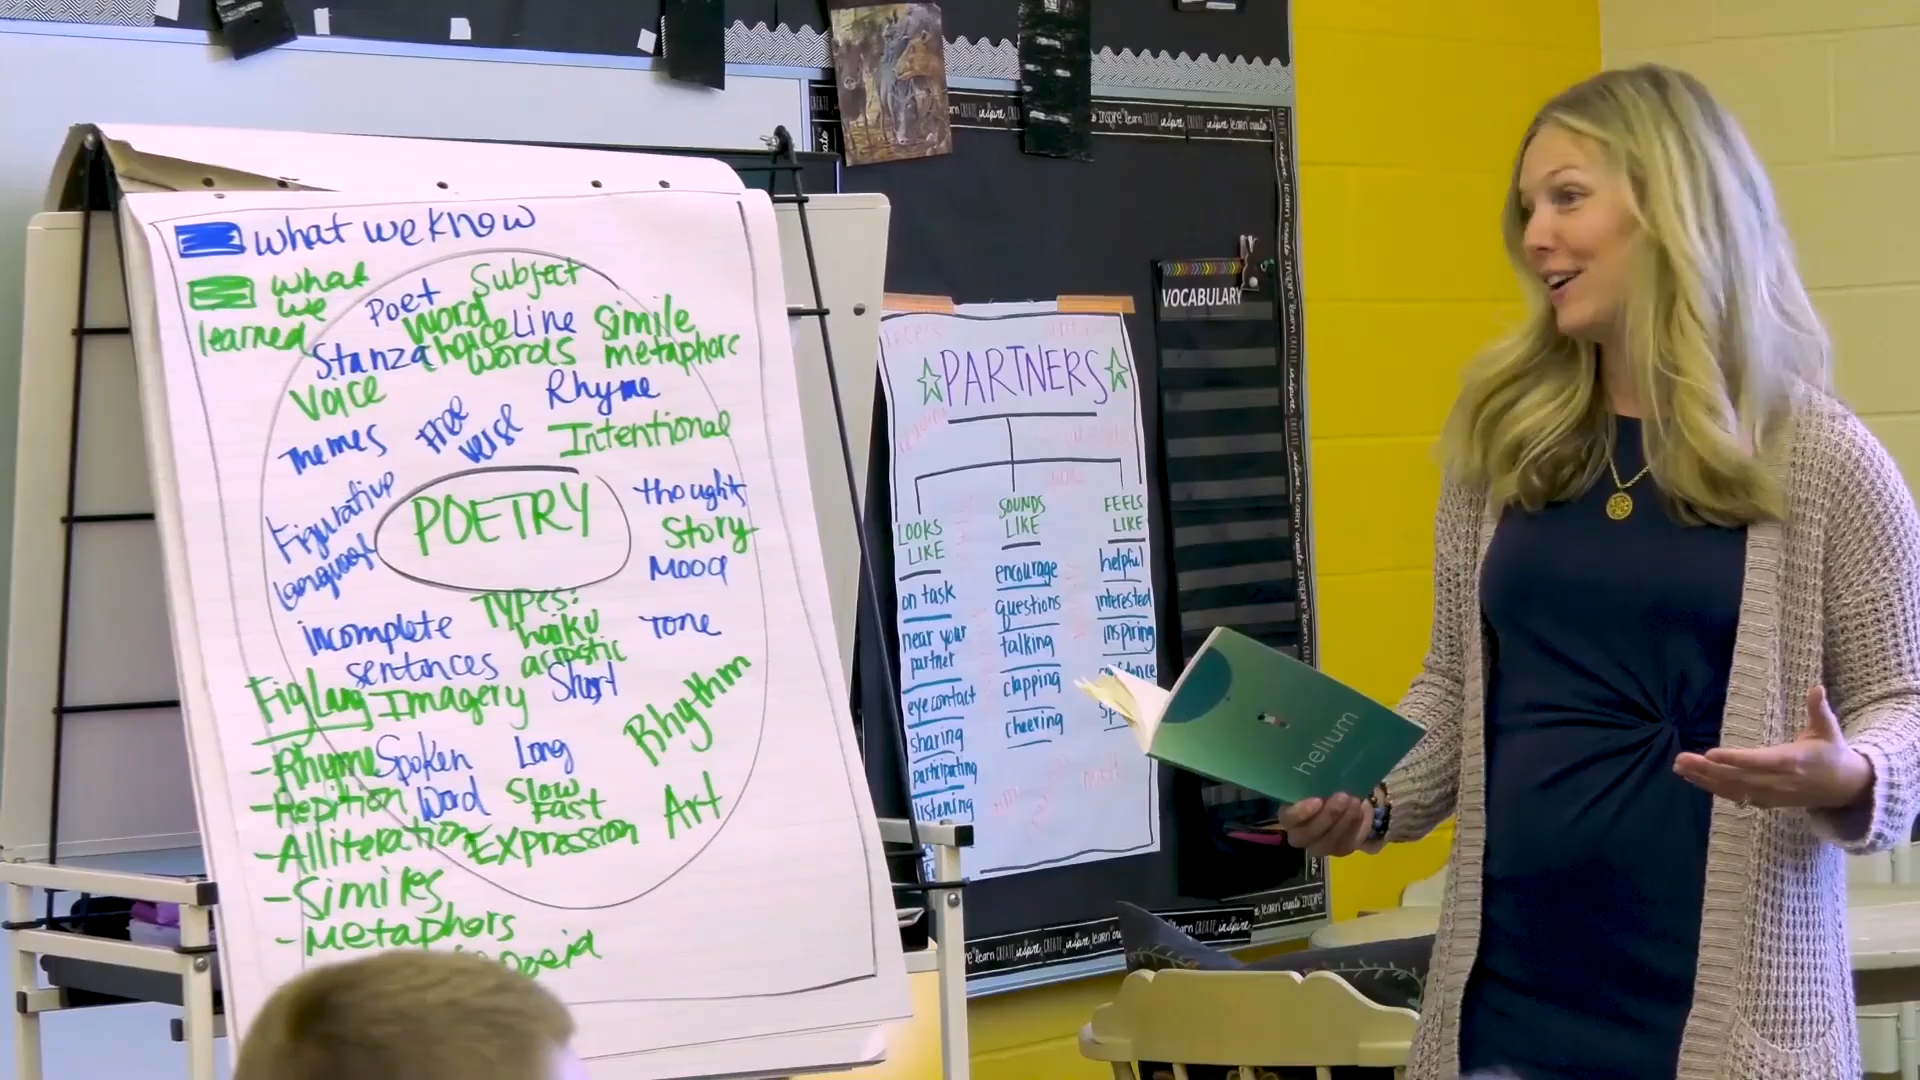 What we know
what
we
learned
Subject
Poet
Word
Choice
Line
Simile
Stanza
words
metaphore
Voice
Rhyme
Themes
Free
verse
Intentional
Figurative
Language
POETRY
thoughts
Story
Mood
Types:
haiku
acrostic
incomplete
sentances
Tone
Short
Fig Lang
Imagery
Rhythm
-Rhyme
Spoken
Word
Long
-Repition
Slow
Fast
Art
-Alliteration
Expression
-Similes
-Metaphors
PARTNERS
LOOKS
LIKE
on task
near your
partner
eye contact
sharing
participating
listening
SOUNDS
LIKE
encourage
questions
talking
clapping
cheering
FEELS
LIKE
helpful
interested
inspiring
VOCABULARY
helium